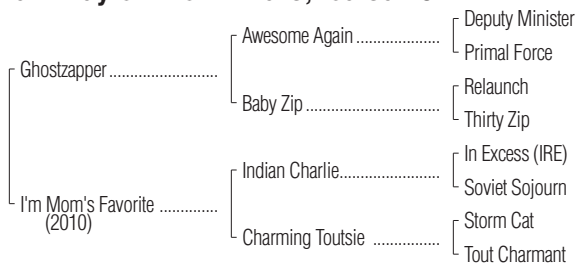 Deputy Minister
Awesome Again
Primal Force
Ghostzapper
Relaunch
Baby Zip
Thirty Zip
In Excess (IRE)
Indian Charlie
Soviet Sojourn
I'm Mom's Favorite
(2010)
Storm Cat
Charming Toutsie
Tout Charmant